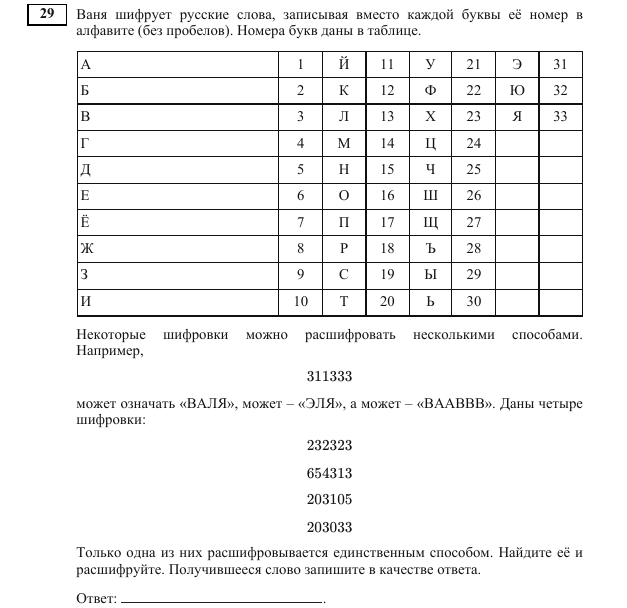 29 Ваня шифрует русские слова, записывая вместо каждой буквы её номер в
алфавите (без пробелов). Номера букв даны в таблице.
А 1 Й 11 У 21 Э 31
Б 2 К 12 Ф 22 Ю 32
В 3 Л 13 Х 23 Я 33
Г 4 М 14 Ц 24
Д 5 Н 15 Ч 25
Е 6 О 16 Ш 26
Ё 7 П 17 Щ 27
Ж 8 Р 18 Ъ 28
З 9 С 19 Ы 29
И 10 Т 20 Ь 30
Некоторые шифровки можно расшифровать несколькими способами.
Например,
311333
может означать «ВАЛЯ», может – «ЭЛЯ», а может – «ВААВВВ». Даны четыре
шифровки:
232323
654313
203105
203033
Только одна из них расшифровывается единственным способом. Найдите её и
расшифруйте. Получившееся слово запишите в качестве ответа.
Ответ: ___________________________.